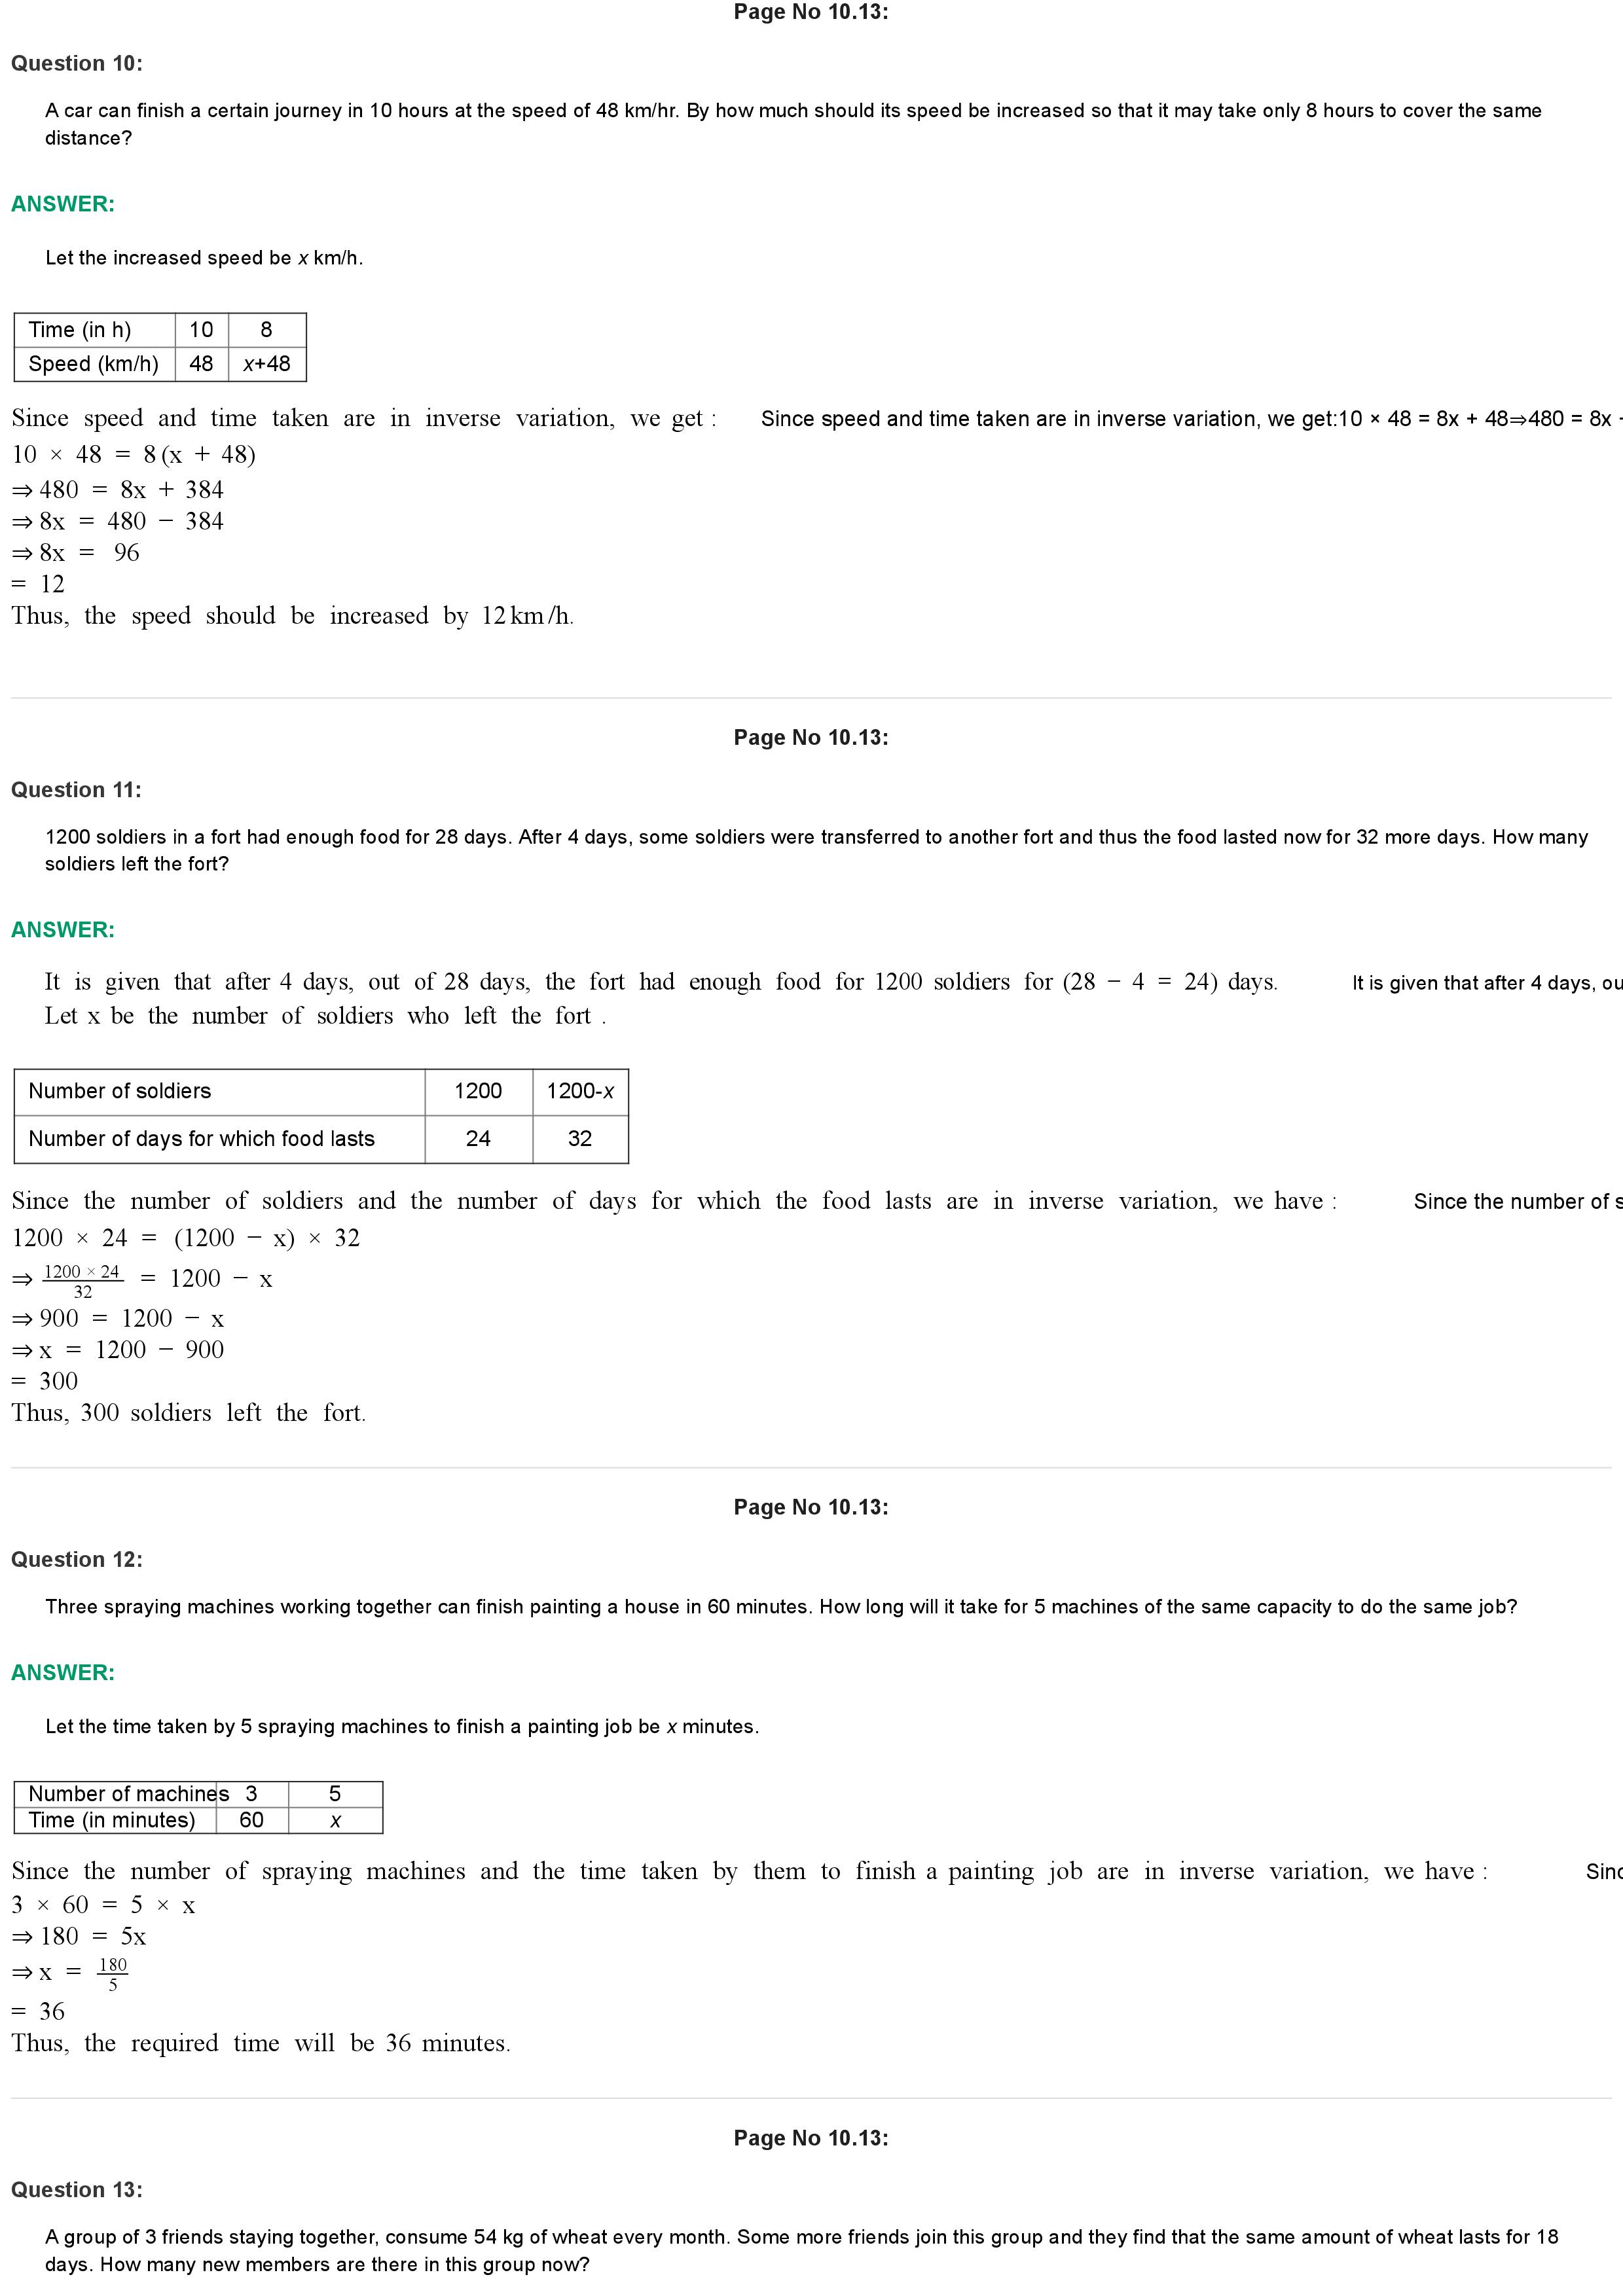 Page No 10.13:
Question 10:
A car can finish a certain journey in 10 hours at the speed of 48 km/hr. By how much should its speed be increased so that it may take only 8 hours to cover the same
distance?
ANSWER:
Let the increased speed be x km/h.
Time (in h) 10 8
Speed (km/h) 48 x+48
Since speed and time taken are in inverse variation, we get : Since speed and time taken are in inverse variation, we get:10 × 48 = 8x + 48⇒480 = 8x
10 × 48 = 8 (x + 48)
⇒ 480 = 8x + 384
⇒ 8x = 480 − 384
⇒ 8x = 96
= 12
Thus, the speed should be increased by 12 km /h.
Page No 10.13:
Question 11:
1200 soldiers in a fort had enough food for 28 days. After 4 days, some soldiers were transferred to another fort and thus the food lasted now for 32 more days. How many
soldiers left the fort?
ANSWER:
It is given that after 4 days, out of 28 days, the fort had enough food for 1200 soldiers for (28 − 4 = 24) days. It is given that after 4 days, ou
Let x be the number of soldiers who left the fort .
Number of soldiers 1200 1200-x
Number of days for which food lasts 24 32
Since the number of soldiers and the number of days for which the food lasts are in inverse variation, we have : Since the number of s
1200 × 24 = (1200 − x) × 32
⇒ 1200 × 24 / 32 = 1200 − x
⇒ 900 = 1200 − x
⇒ x = 1200 − 900
= 300
Thus, 300 soldiers left the fort.
Page No 10.13:
Question 12:
Three spraying machines working together can finish painting a house in 60 minutes. How long will it take for 5 machines of the same capacity to do the same job?
ANSWER:
Let the time taken by 5 spraying machines to finish a painting job be x minutes.
Number of machines 3 5
Time (in minutes) 60 x
Since the number of spraying machines and the time taken by them to finish a painting job are in inverse variation, we have : Sinc
3 × 60 = 5 × x
⇒ 180 = 5x
⇒ x = 180 / 5
= 36
Thus, the required time will be 36 minutes.
Page No 10.13:
Question 13:
A group of 3 friends staying together, consume 54 kg of wheat every month. Some more friends join this group and they find that the same amount of wheat lasts for 18
days. How many new members are there in this group now?